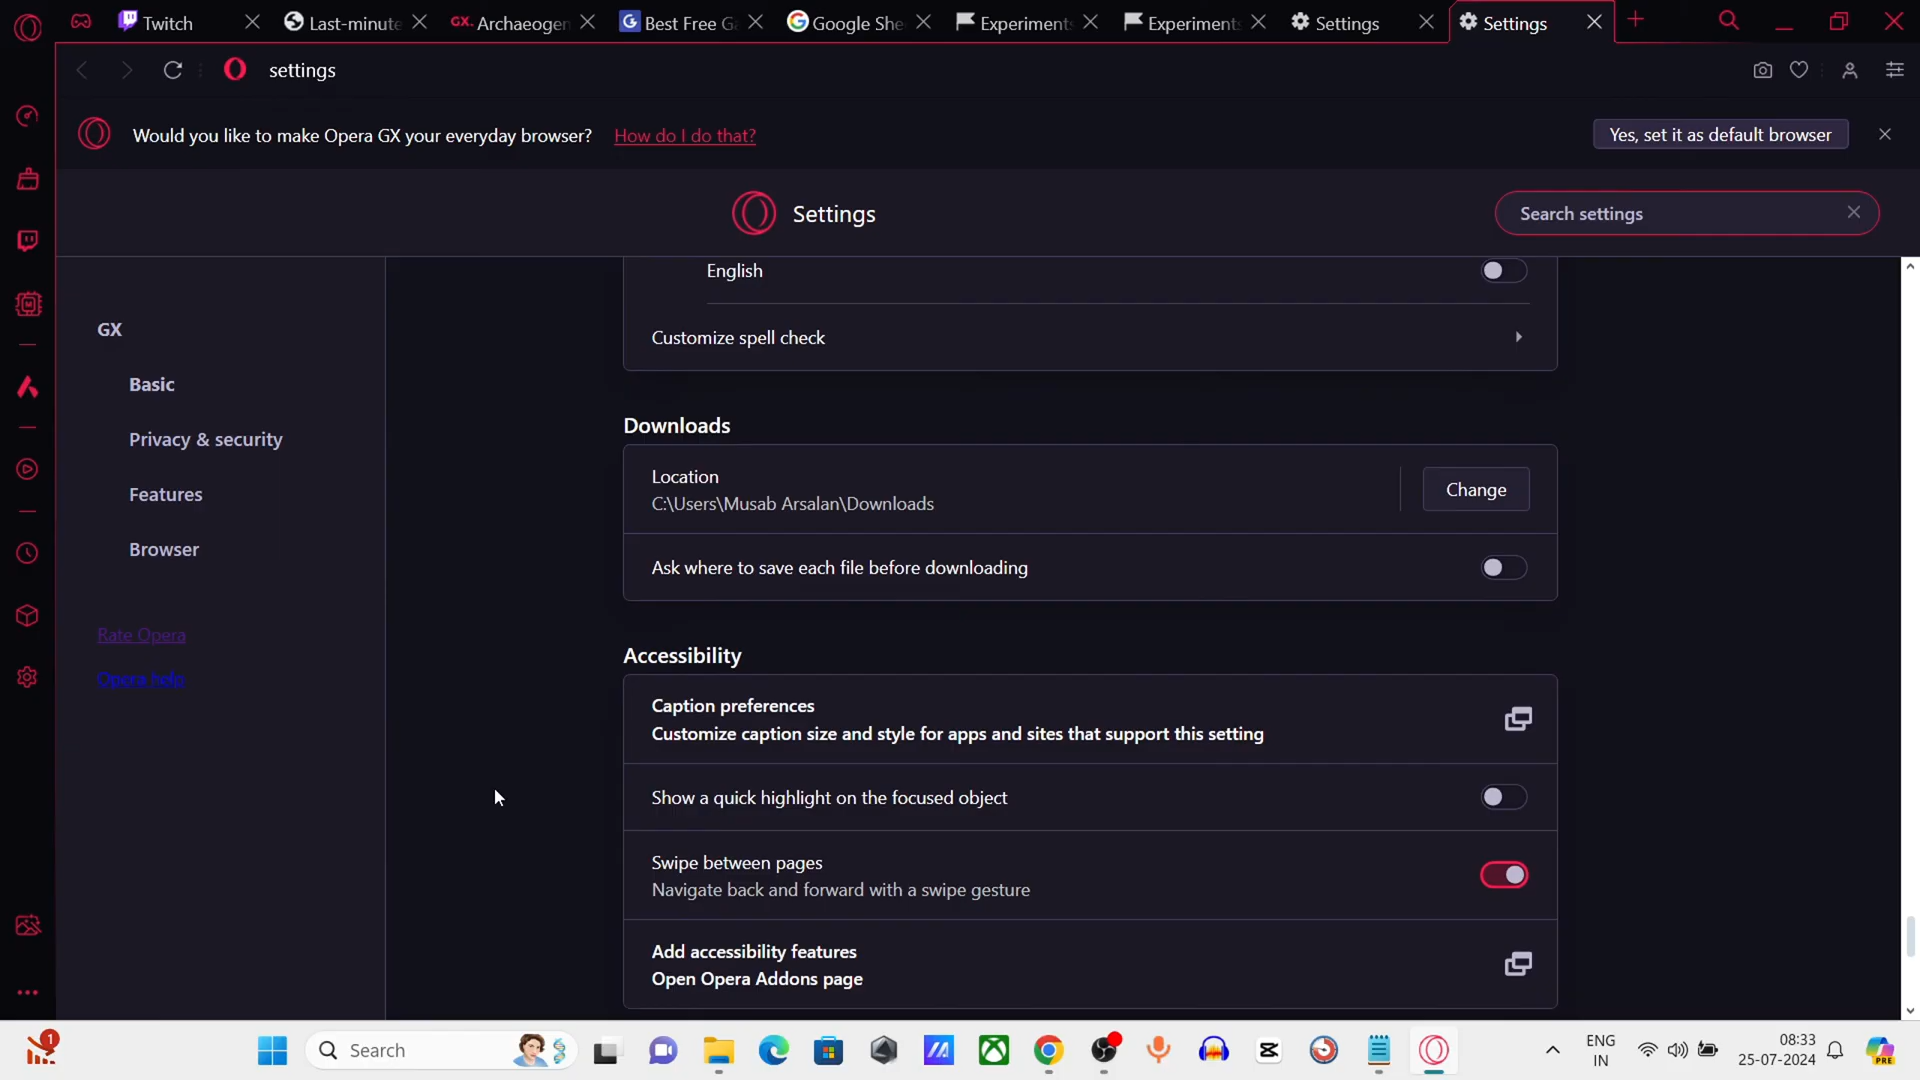 Twitch
Last-minute
GX. Archaeogen
Best Free G
Google She
Experiments
Experiments
Settings
Settings
settings
Would you like to make Opera GX your everyday browser? How do I do that?
Yes, set it as default browser
Settings
Search settings
GX
Basic
Privacy & security
Features
Browser
Rate Opera
Opera help
English
Customize spell check
Downloads
Location
C:\Users\Musab Arsalan\Downloads
Change
Ask where to save each file before downloading
Accessibility
Caption preferences
Customize caption size and style for apps and sites that support this setting
Show a quick highlight on the focused object
Swipe between pages
Navigate back and forward with a swipe gesture
Add accessibility features
Open Opera Addons page
1
Search
ENG
IN
08:33
25-07-2024
PRE